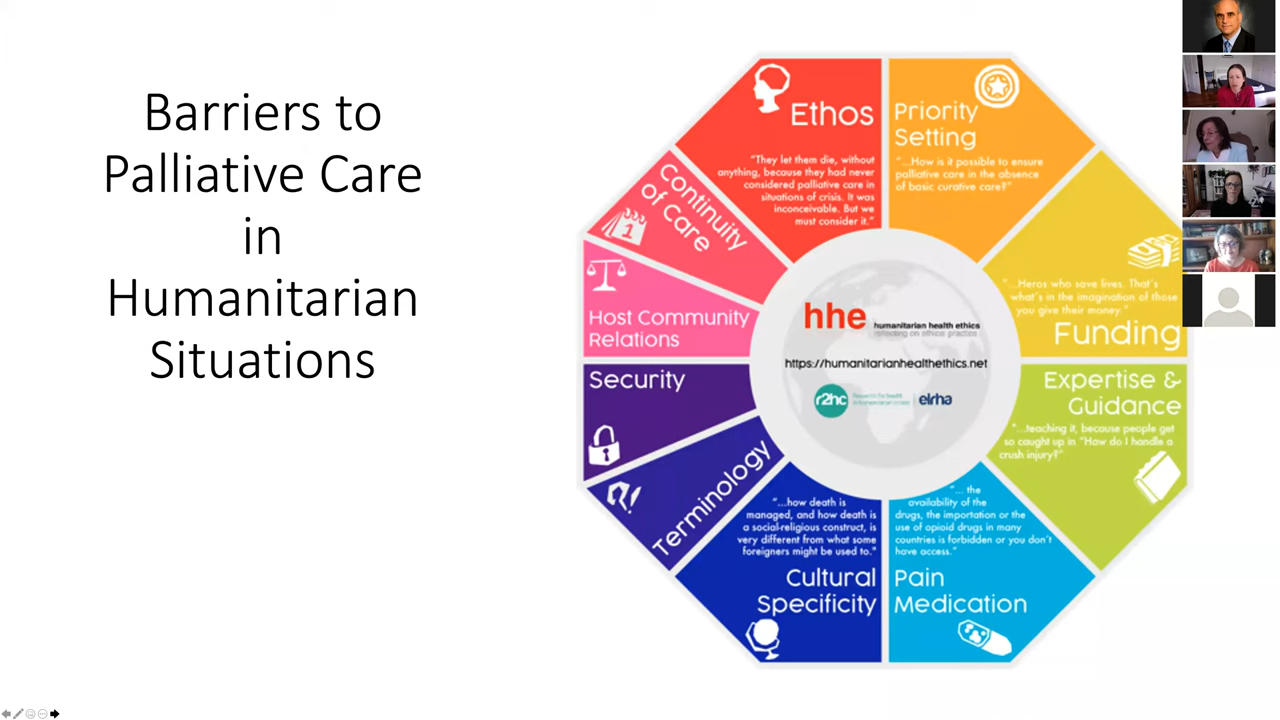 Barriers to
Palliative Care
in
Humanitarian
Situations
Ethos
"They let them die, without
anything, because they had never
considered palliative care in
situations of crisis. It was
inconceivable. But we
must consider it."
Priority
Setting
"...How is it possible to ensure
palliative care in the absence
of basic curative care?"
"...Heros who save lives. That's
what's in the imagination of those
you give their money."
Funding
Expertise &
Guidance
"...teaching it, because people get
so caught up in "How do I handle a
crush injury?"
"... the
availability of the
drugs, the importation or the
use of opioid drugs in many
countries is forbidden or you don't
have access."
Pain
Medication
"...how death is
managed, and how death is
a social-religious construct, is
very different from what some
foreigners might be used to."
Cultural
Specificity
Terminology
Security
Host Community
Relations
Continuity
of Care
1
hhe
humanitarian health ethics
reflecting on ethical practice
https://humanitarianhealthethics.net
r2hc
elrha